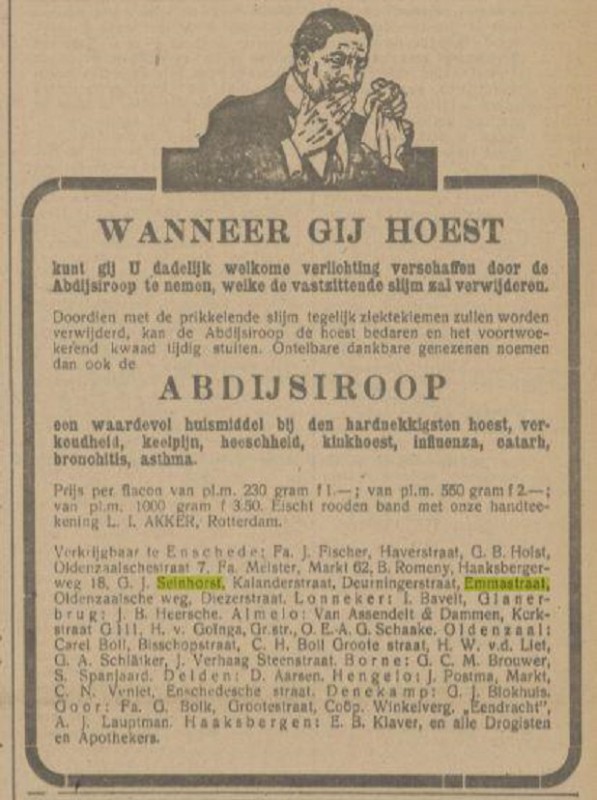 WANNEER GIJ HOEST
kunt gij U dadelijk welkome verlichting verschaffen door de
Abdijsiroop te nemen, welke de vastzittende slijm zal verwijderen.
Doordien met de prikkelende slijm tegelijk ziektekiemen zullen worden
verwijderd, kan de Abdijsiroop de hoest bedaren en het voortwoe-
kerend kwaad tijdig stuiten. Ontelbare dankbare genezenen noemen
dan ook de
ABDIJSIROOP
een waardevol huismiddel bij den hardnekkigsten hoest, ver-
koudheid, keelpijn, heeschheid, kinkhoest, influenza, catarh,
bronchitis, asthma.
Prijs per flacon van pl.m. 230 gram f 1.—; van pl.m. 550 gram f 2.—;
van pl.m. 1000 gram f 3.50. Eischt rooden band met onze handtee-
kening L. I. AKKER, Rotterdam.
Verkrijgbaar te Enschede: Fa. J. Fischer, Haverstraat, G. B. Holst,
Oldenzaalschestraat 7, Fa. Meister, Markt 62, B. Romeny, Haaksberger-
weg 18, G. J. Seinhorst, Kalanderstraat, Deurningerstraat, Emmastraat,
Oldenzaalsche weg, Diezerstraat. Lonneker: I. Bavelt, Glaner-
brug: J. B. Heersche. Almelo: Van Assendelt & Dammen, Kerk-
straat G 111, H. v. Goinga, Gr.str., O. E. A. G. Schaake. Oldenzaal:
Carel Boll, Bisschopstraat, C. H. Boll Groote straat, H. W. v.d. Lief,
G. A. Schlätker, J. Verhaag Steenstraat. Borne: G. C. M. Brouwer,
S. Spanjaard. Delden: D. Aarsen. Hengelo: J. Postma, Markt,
C. N. Venlet, Enschedesche straat. Denekamp: G. J. Blokhuis.
Goor: Fa. G. Bolk, Grootestraat, Coöp. Winkelverg. „Eendracht",
A. J. Lauptman. Haaksbergen: E. B. Klaver, en alle Drogisten
en Apothekers.